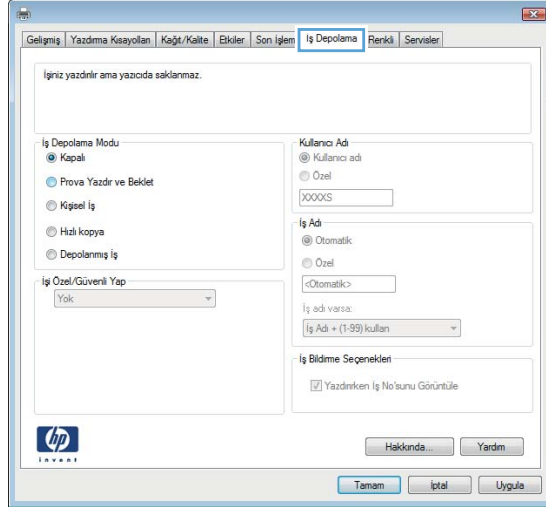 Gelişmiş Yazdırma Kısayolları Kağıt/Kalite Etkiler Son İşlem İş Depolama Renkli Servisler
İşiniz yazdırılır ama yazıcıda saklanmaz.
İş Depolama Modu
Kapalı
Prova Yazdır ve Beklet
Kişisel İş
Hızlı kopya
Depolanmış İş
İşi Özel/Güvenli Yap
Yok
Kullanıcı Adı
Kullanıcı adı
Özel
XXXXS
İş Adı
Otomatik
Özel
<Otomatik>
İş adı varsa:
İş Adı + (1-99) kullan
İş Bildirme Seçenekleri
Yazdırırken İş No'sunu Görüntüle
hp
invent
Hakkında... Yardım
Tamam İptal Uygula